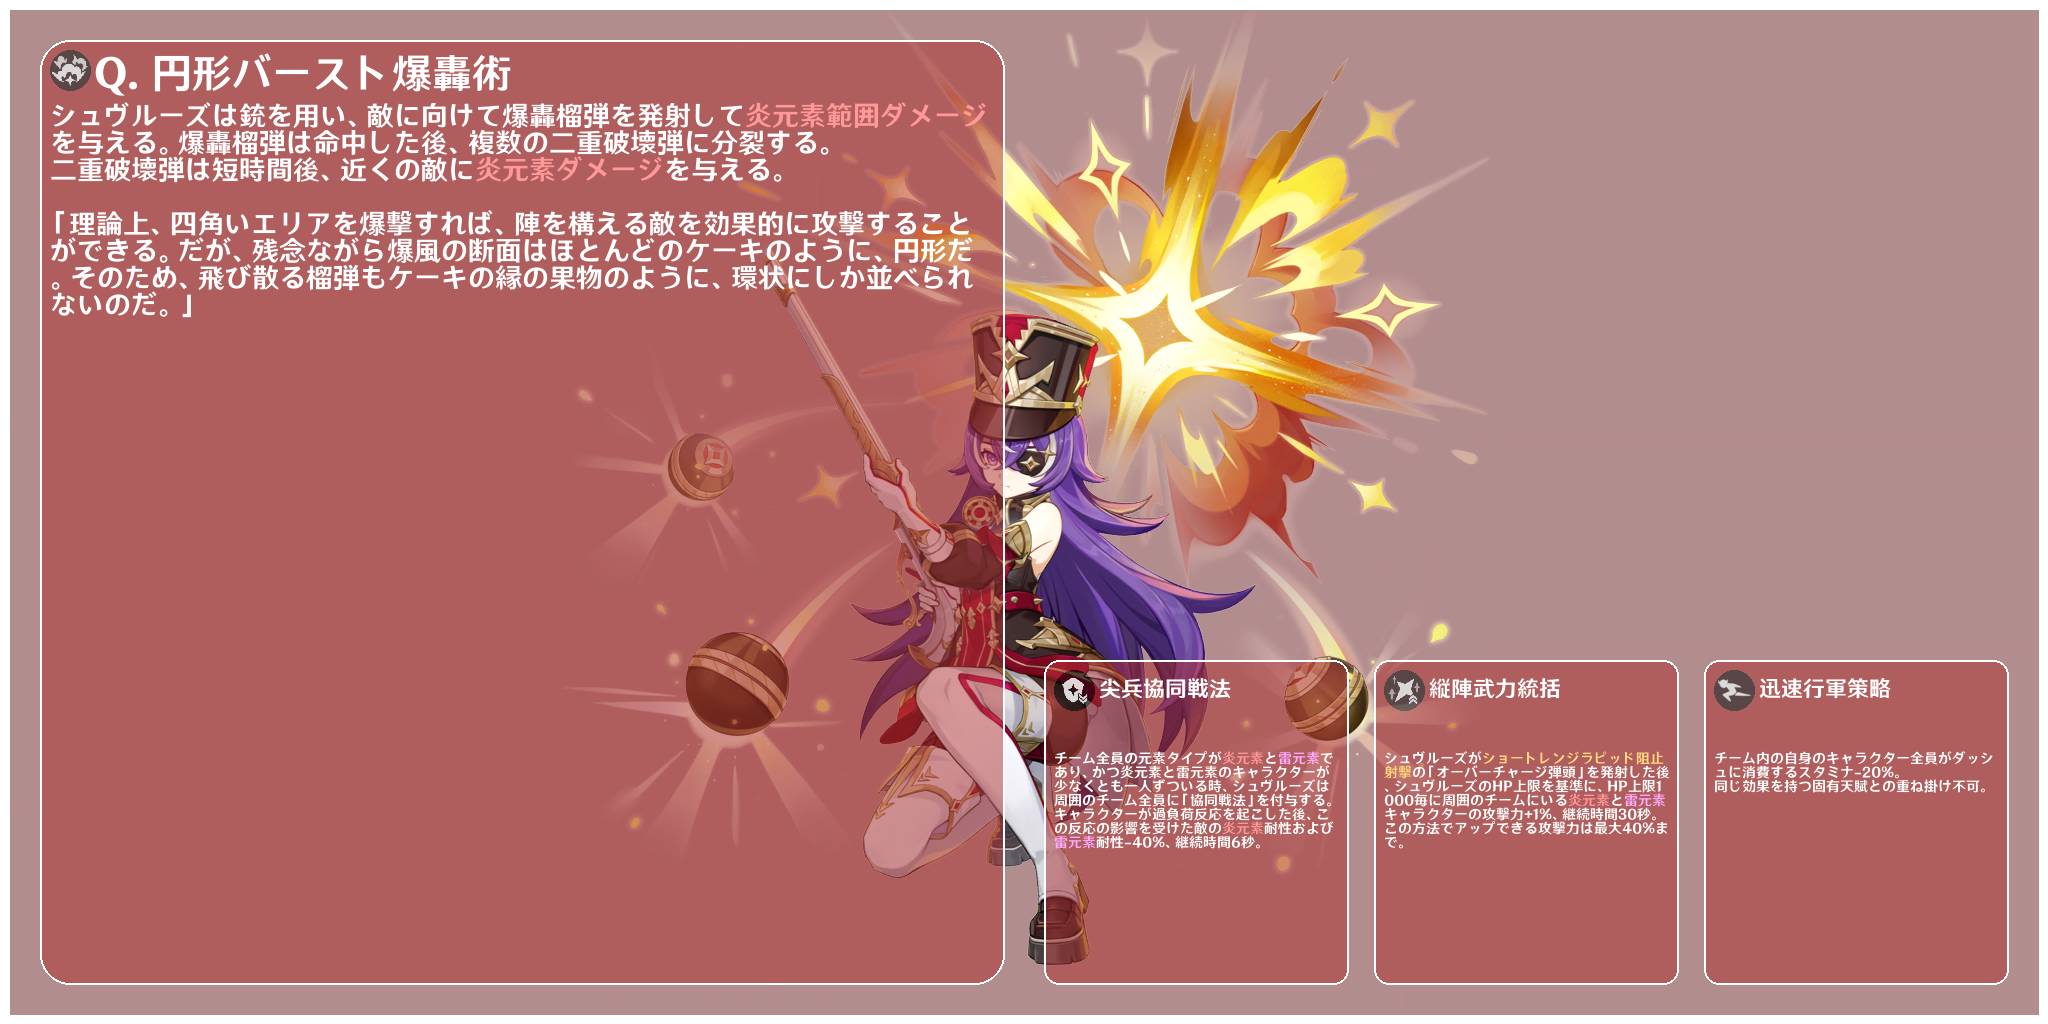 Q. 円形バースト爆轟術
シュヴルーズは銃を用い、敵に向けて爆轟榴弾を発射して炎元素範囲ダメージ
を与える。爆轟榴弾は命中した後、複数の二重破壊弾に分裂する。
二重破壊弾は短時間後、近くの敵に炎元素ダメージを与える。
「理論上、四角いエリアを爆撃すれば、陣を構える敵を効果的に攻撃すること
ができる。だが、残念ながら爆風の断面はほとんどのケーキのように、円形だ
。そのため、飛び散る榴弾もケーキの縁の果物のように、環状にしか並べられ
ないのだ。」
尖兵協同戦法
チーム全員の元素タイプが炎元素と雷元素で
あり、かつ炎元素と雷元素のキャラクターが
少なくとも一人ずついる時、シュヴルーズは
周囲のチーム全員に「協同戦法」を付与する。
キャラクターが過負荷反応を起こした後、こ
の反応の影響を受けた敵の炎元素耐性および
雷元素耐性-40%、継続時間6秒。
縦陣武力統括
シュヴルーズがショートレンジラピッド阻止
射撃の「オーバーチャージ弾頭」を発射した後
、シュヴルーズのHP上限を基準に、HP上限1
000毎に周囲のチームにいる炎元素と雷元素
キャラクターの攻撃力+1%、継続時間30秒。
この方法でアップできる攻撃力は最大40%ま
で。
迅速行軍策略
チーム内の自身のキャラクター全員がダッシ
ュに消費するスタミナ-20%。
同じ効果を持つ固有天賦との重ね掛け不可。